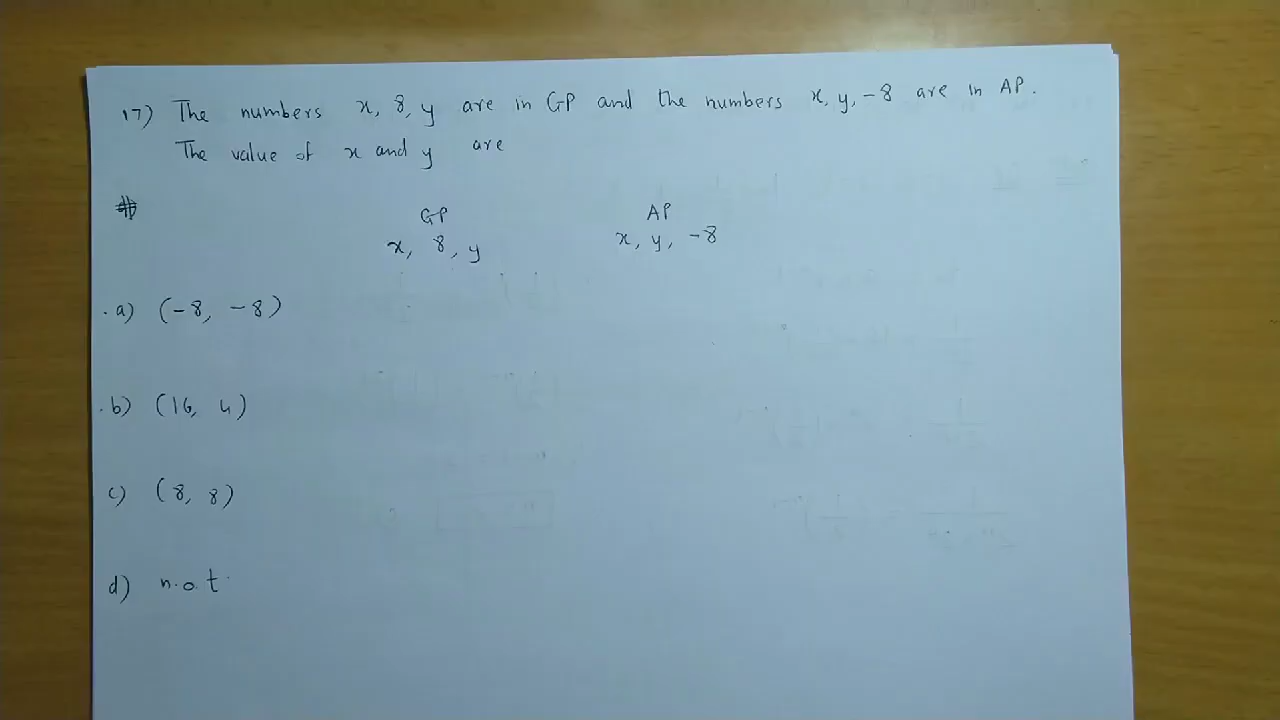 17) The numbers x, 8, y are in GP and the numbers x, y, -8 are in AP.
The value of x and y are
GP AP
x, 8, y x, y, -8
a) (-8, -8)
b) (16, 4)
c) (8, 8)
d) n.o.t.